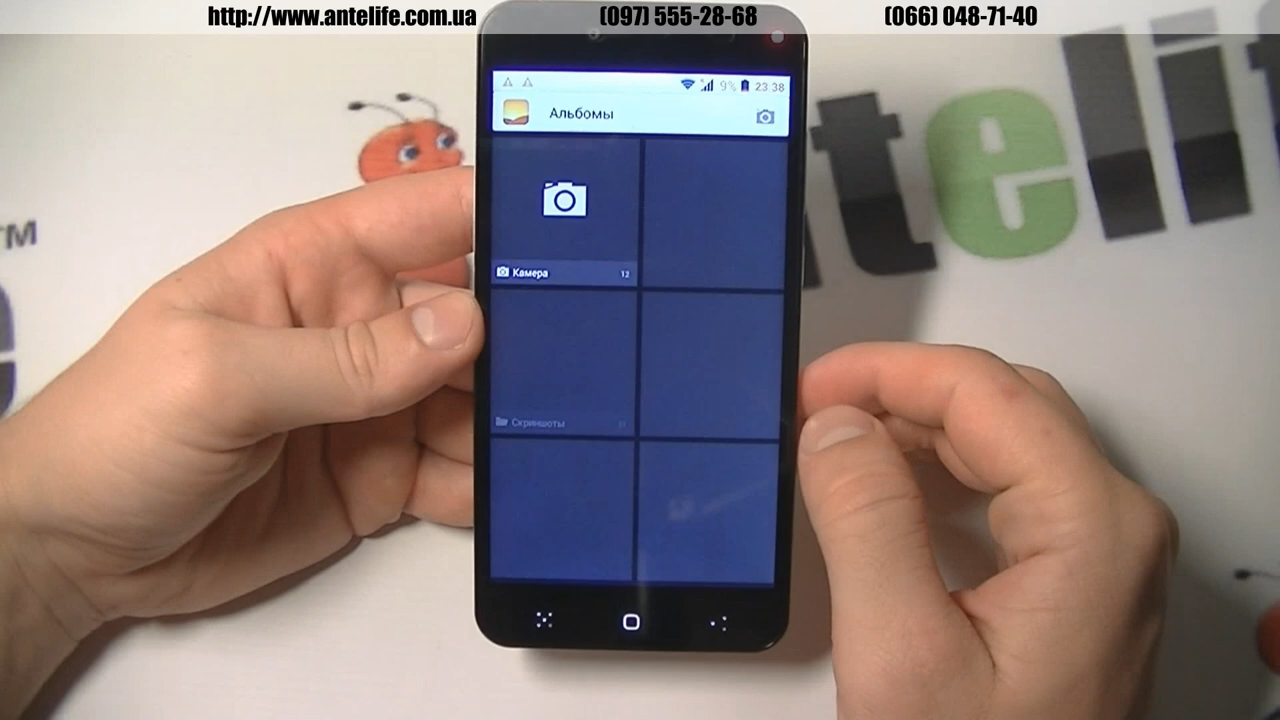 http://www.antelife.com.ua (097) 555-28-68 (066) 048-71-40
9% 23 38
Альбомы
Камера 12
Скриншоты
TM